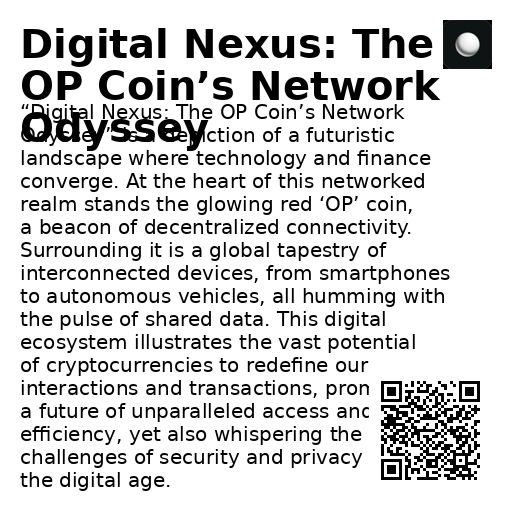 Digital Nexus: The
OP Coin’s Network
Odyssey
“Digital Nexus: The OP Coin’s Network
Odyssey” is a depiction of a futuristic
landscape where technology and finance
converge. At the heart of this networked
realm stands the glowing red ‘OP’ coin,
a beacon of decentralized connectivity.
Surrounding it is a global tapestry of
interconnected devices, from smartphones
to autonomous vehicles, all humming with
the pulse of shared data. This digital
ecosystem illustrates the vast potential
of cryptocurrencies to redefine our
interactions and transactions,
a future of unparalleled access and
efficiency, yet also whispering the
challenges of security and privacy
the digital age.